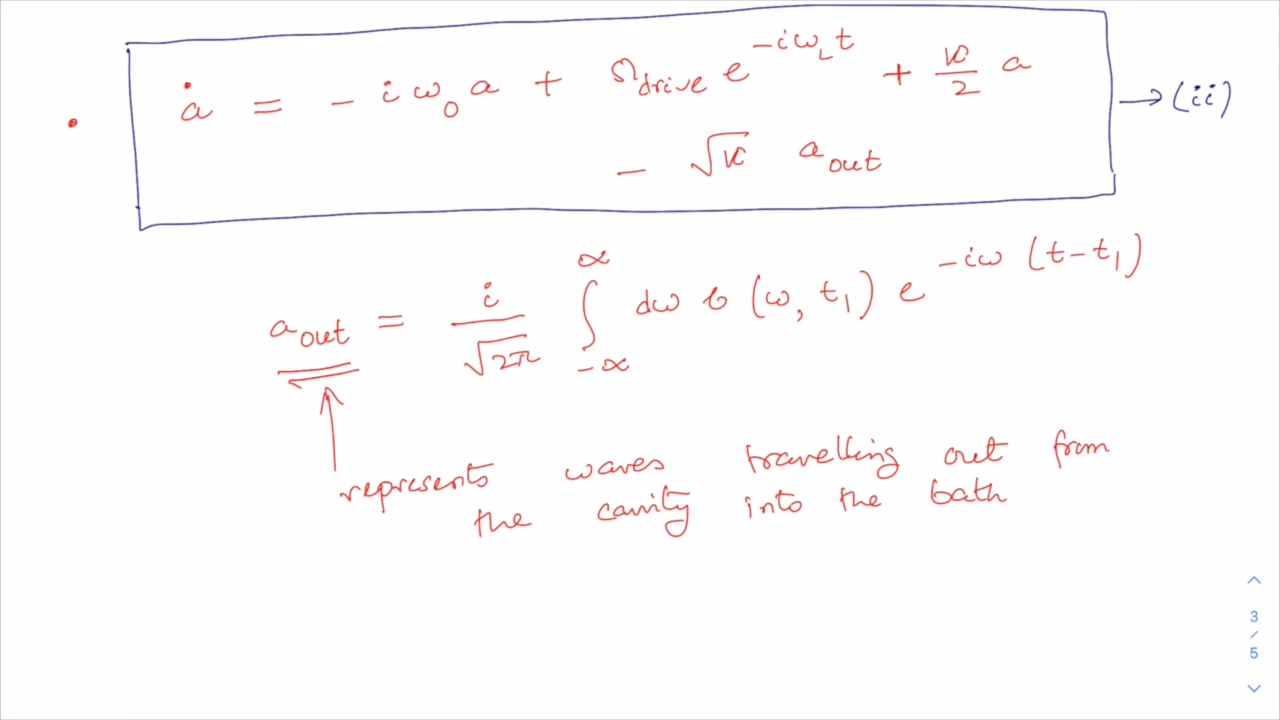 ȧ = - i ω₀ a + Ω_drive e^{-iω_L t} + κ/2 a → (ii)
- √κ a_out
a_out = i/√2π ∫_{-∞}^{∞} dω b (ω, t₁) e^{-iω (t-t₁)}
represents waves travelling out from
the cavity into the bath
3
/
5